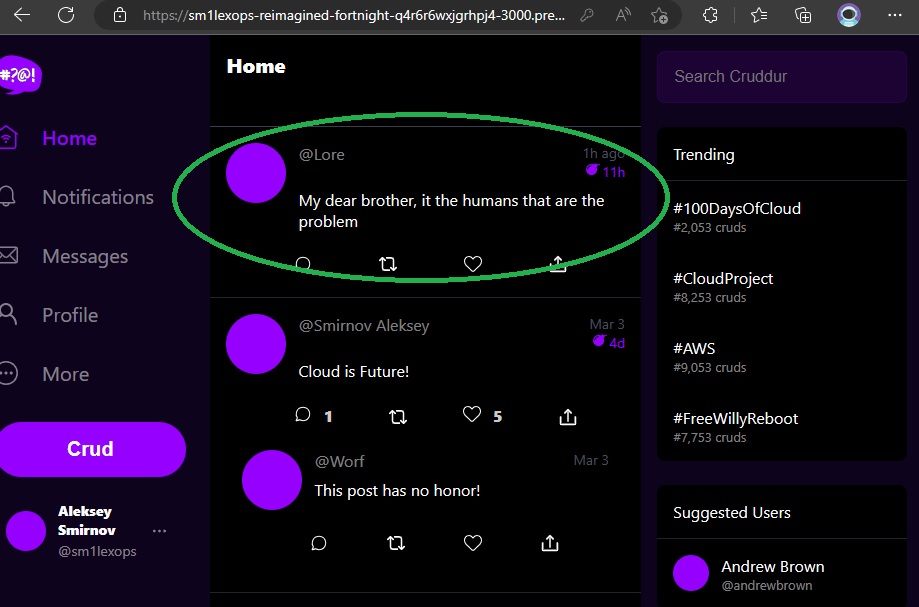 https://sm1lexops-reimagined-fortnight-q4r6r6wxjgrhpj4-3000.pre...
#?@!
Home
Notifications
Messages
Profile
More
Crud
Aleksey
Smirnov
@sm1lexops
Home
@Lore
1h ago
11h
My dear brother, it the humans that are the
problem
@Smirnov Aleksey
Mar 3
4d
Cloud is Future!
1
5
@Worf
Mar 3
This post has no honor!
Search Cruddur
Trending
#100DaysOfCloud
#2,053 cruds
#CloudProject
#8,253 cruds
#AWS
#9,053 cruds
#FreeWillyReboot
#7,753 cruds
Suggested Users
Andrew Brown
@andrewbrown